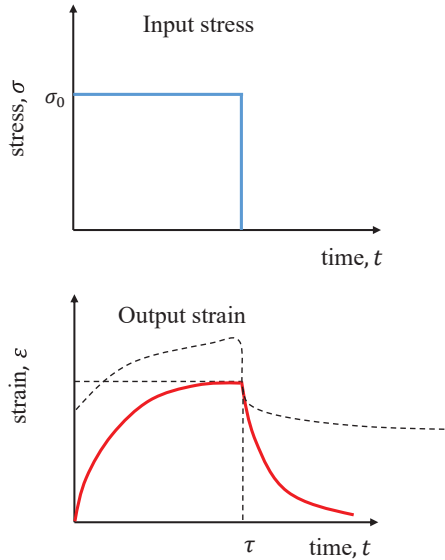 Input stress
stress, σ
σ₀
time, t
Output strain
strain, ε
τ
time, t